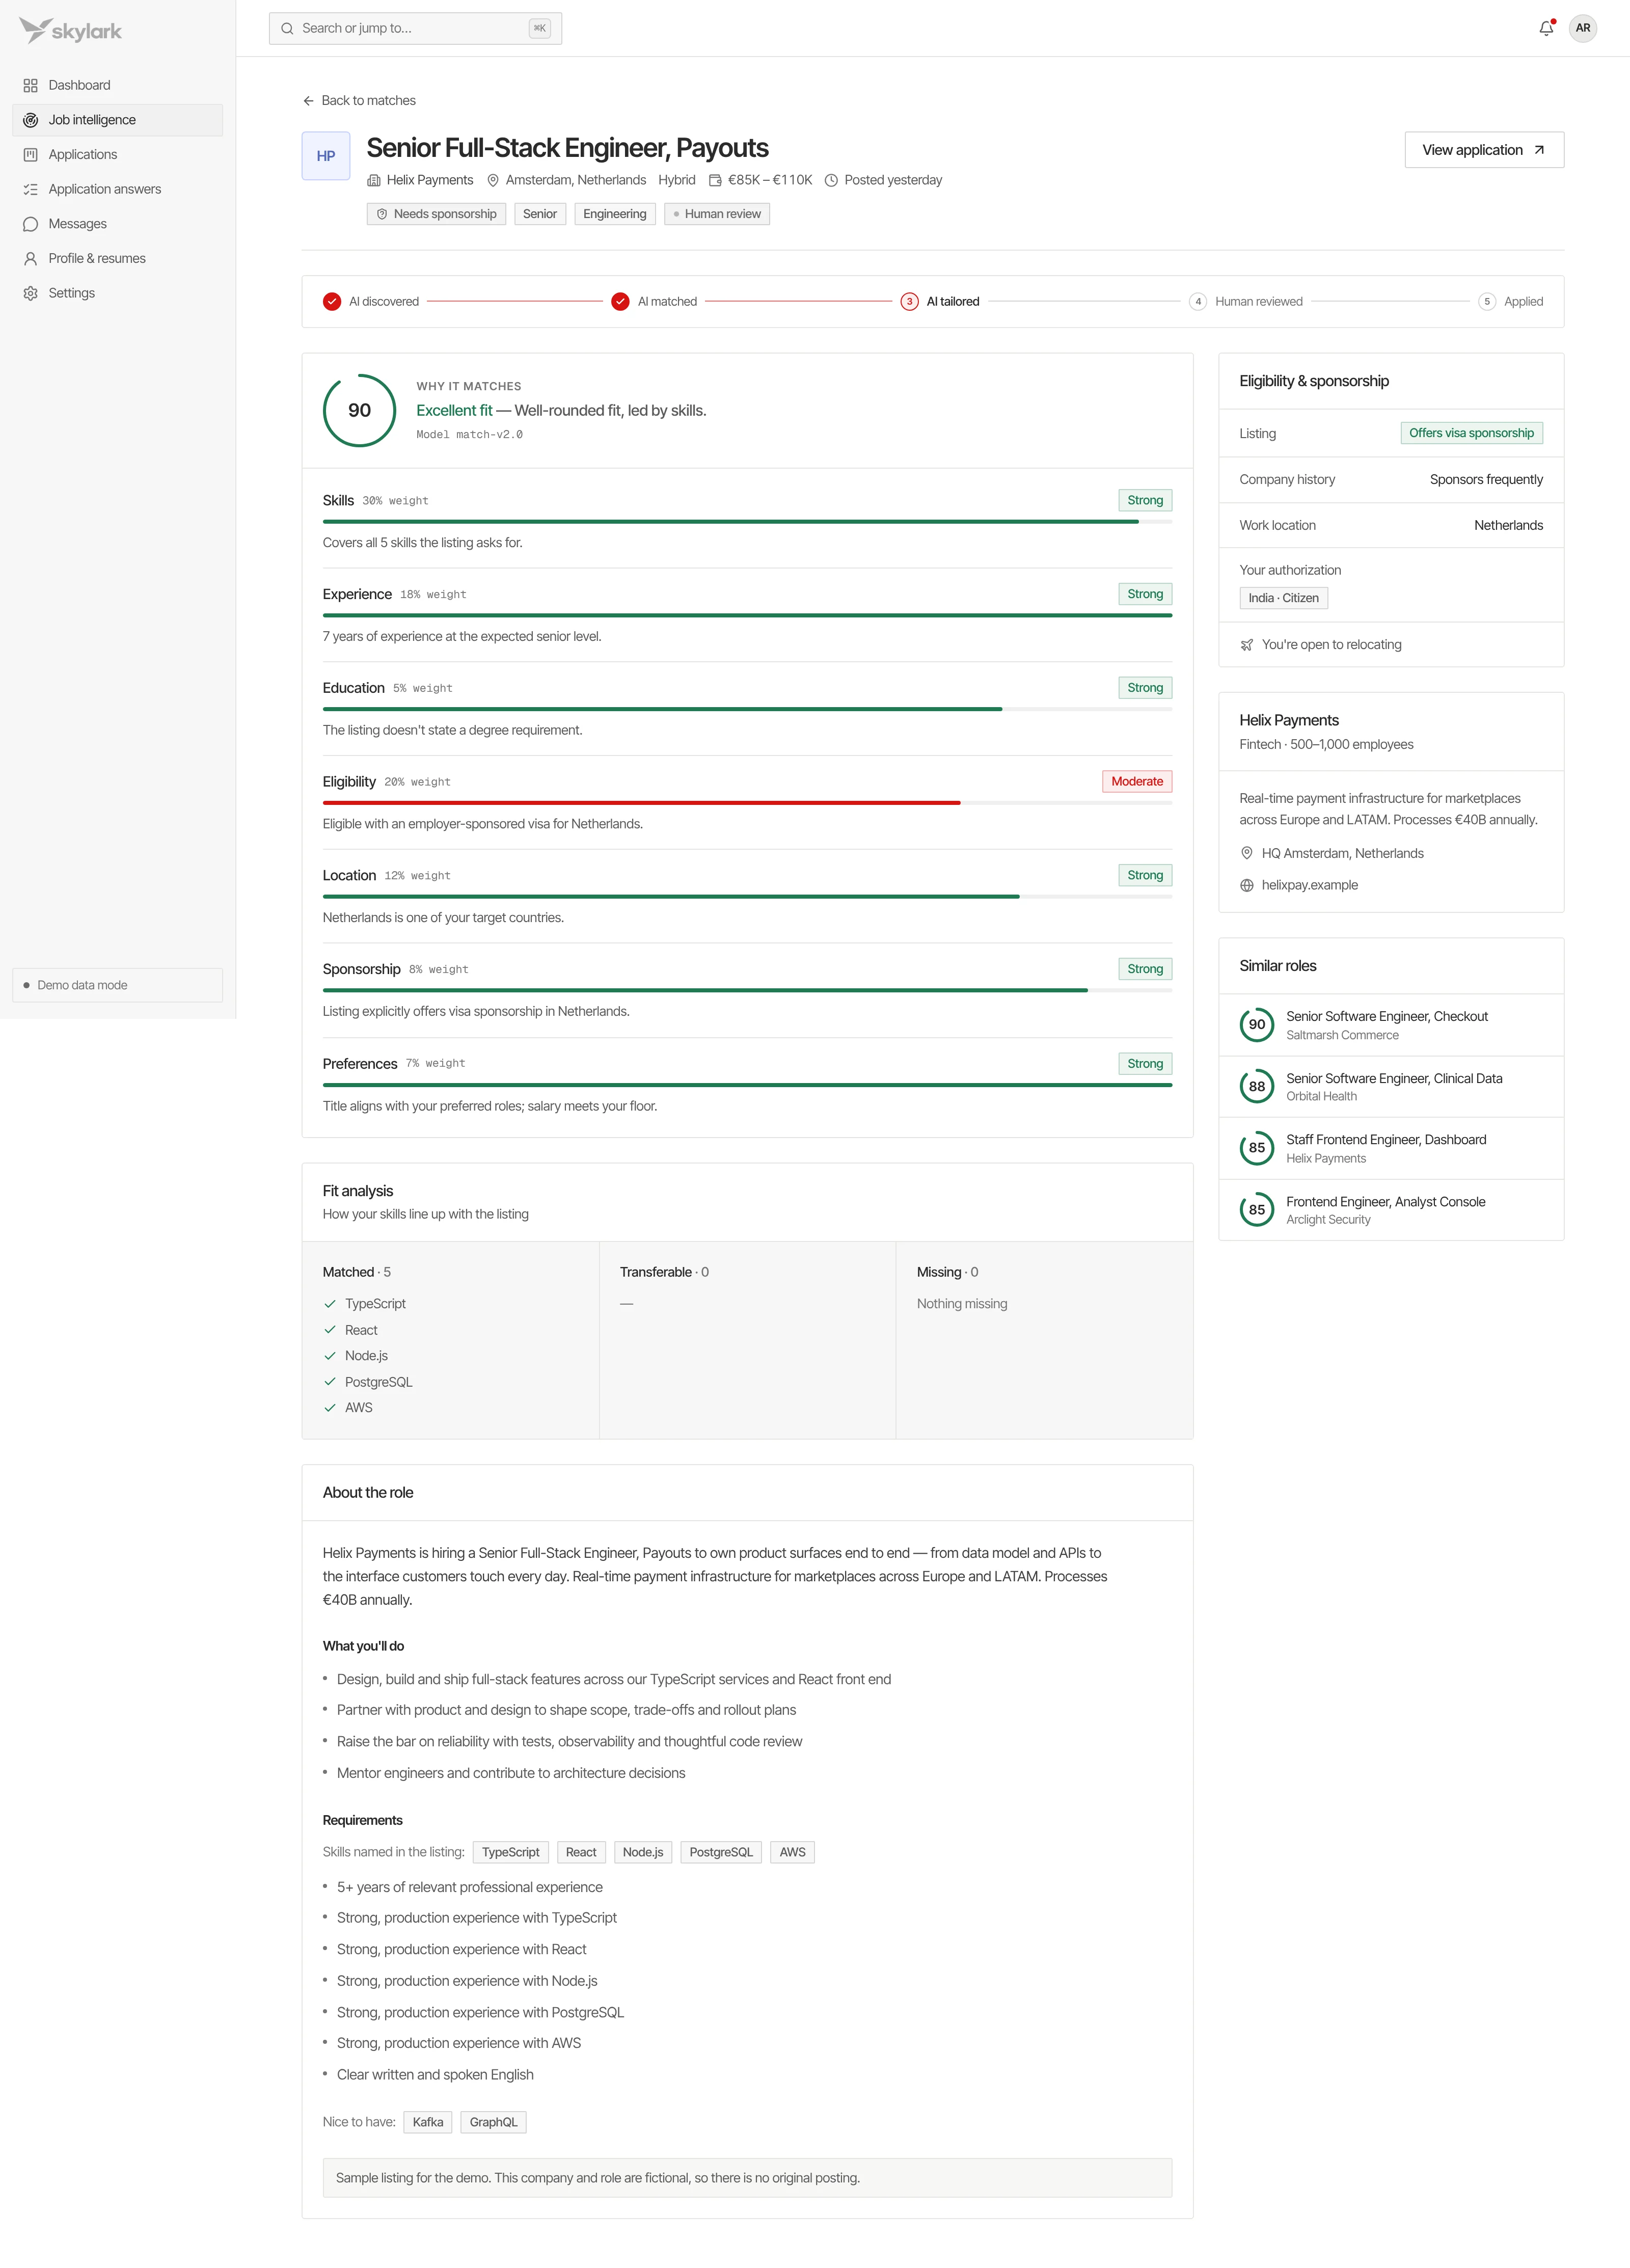 skylark
Search or jump to... ⌘K
AR
Dashboard
Job intelligence
Applications
Application answers
Messages
Profile & resumes
Settings
Demo data mode
Back to matches
HP
Senior Full-Stack Engineer, Payouts
View application
Helix Payments Amsterdam, Netherlands Hybrid €85K – €110K Posted yesterday
Needs sponsorship Senior Engineering Human review
AI discovered AI matched 3 AI tailored 4 Human reviewed 5 Applied
90
WHY IT MATCHES
Excellent fit — Well-rounded fit, led by skills.
Model match-v2.0
Skills 30% weight Strong
Covers all 5 skills the listing asks for.
Experience 18% weight Strong
7 years of experience at the expected senior level.
Education 5% weight Strong
The listing doesn't state a degree requirement.
Eligibility 20% weight Moderate
Eligible with an employer-sponsored visa for Netherlands.
Location 12% weight Strong
Netherlands is one of your target countries.
Sponsorship 8% weight Strong
Listing explicitly offers visa sponsorship in Netherlands.
Preferences 7% weight Strong
Title aligns with your preferred roles; salary meets your floor.
Fit analysis
How your skills line up with the listing
Matched · 5
TypeScript
React
Node.js
PostgreSQL
AWS
Transferable · 0
—
Missing · 0
Nothing missing
About the role
Helix Payments is hiring a Senior Full-Stack Engineer, Payouts to own product surfaces end to end — from data model and APIs to
the interface customers touch every day. Real-time payment infrastructure for marketplaces across Europe and LATAM. Processes
€40B annually.
What you'll do
• Design, build and ship full-stack features across our TypeScript services and React front end
• Partner with product and design to shape scope, trade-offs and rollout plans
• Raise the bar on reliability with tests, observability and thoughtful code review
• Mentor engineers and contribute to architecture decisions
Requirements
Skills named in the listing: TypeScript React Node.js PostgreSQL AWS
• 5+ years of relevant professional experience
• Strong, production experience with TypeScript
• Strong, production experience with React
• Strong, production experience with Node.js
• Strong, production experience with PostgreSQL
• Strong, production experience with AWS
• Clear written and spoken English
Nice to have: Kafka GraphQL
Sample listing for the demo. This company and role are fictional, so there is no original posting.
Eligibility & sponsorship
Listing Offers visa sponsorship
Company history Sponsors frequently
Work location Netherlands
Your authorization
India · Citizen
You're open to relocating
Helix Payments
Fintech · 500–1,000 employees
Real-time payment infrastructure for marketplaces
across Europe and LATAM. Processes €40B annually.
HQ Amsterdam, Netherlands
helixpay.example
Similar roles
90 Senior Software Engineer, Checkout
Saltmarsh Commerce
88 Senior Software Engineer, Clinical Data
Orbital Health
85 Staff Frontend Engineer, Dashboard
Helix Payments
85 Frontend Engineer, Analyst Console
Arclight Security